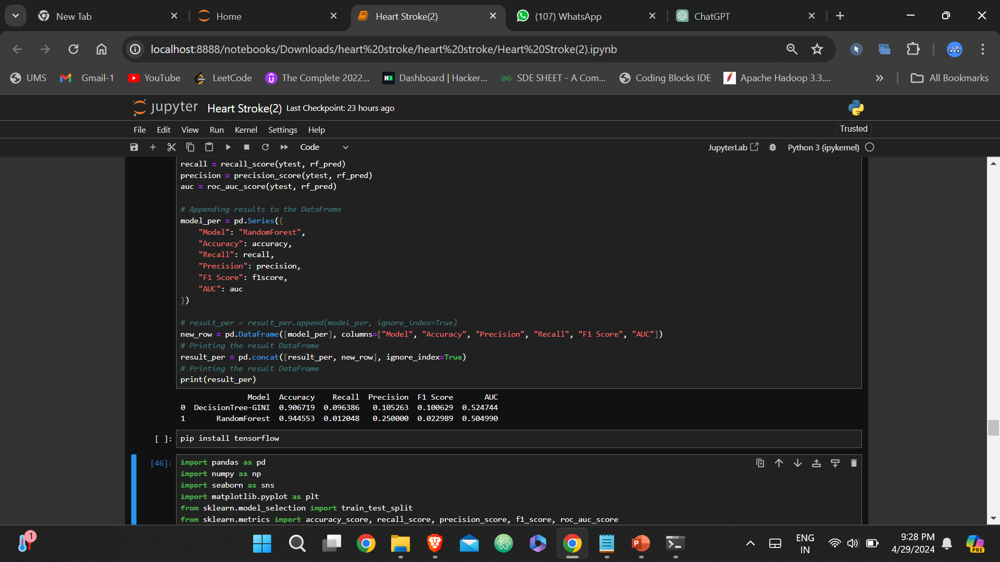 New Tab
Home
Heart Stroke(2)
(107) WhatsApp
ChatGPT
localhost:8888/notebooks/Downloads/heart%20stroke/heart%20stroke/Heart%20Stroke(2).ipynb
UMS
Gmail-1
YouTube
LeetCode
The Complete 2022...
Dashboard | Hacker...
SDE SHEET - A Com...
Coding Blocks IDE
Apache Hadoop 3.3....
All Bookmarks
jupyter Heart Stroke(2) Last Checkpoint: 23 hours ago
File Edit View Run Kernel Settings Help
Trusted
Code
JupyterLab
Python 3 (ipykernel)
recall = recall_score(ytest, rf_pred)
precision = precision_score(ytest, rf_pred)
auc = roc_auc_score(ytest, rf_pred)
# Appending results to the DataFrame
model_per = pd.Series({
    "Model": "RandomForest",
    "Accuracy": accuracy,
    "Recall": recall,
    "Precision": precision,
    "F1 Score": f1score,
    "AUC": auc
})
# result_per = result_per.append(model_per, ignore_index=True)
new_row = pd.DataFrame([model_per], columns=["Model", "Accuracy", "Precision", "Recall", "F1 Score", "AUC"])
# Printing the result DataFrame
result_per = pd.concat([result_per, new_row], ignore_index=True)
# Printing the result DataFrame
print(result_per)
Model Accuracy Recall Precision F1 Score AUC
0 DecisionTree-GINI 0.906719 0.096386 0.105263 0.100629 0.524744
1 RandomForest 0.944553 0.012048 0.250000 0.022989 0.504990
[ ]: pip install tensorflow
[46]: import pandas as pd
import numpy as np
import seaborn as sns
import matplotlib.pyplot as plt
from sklearn.model_selection import train_test_split
from sklearn.metrics import accuracy_score, recall_score, precision_score, f1_score, roc_auc_score
1
ENG
IN
9:28 PM
4/29/2024
PRE